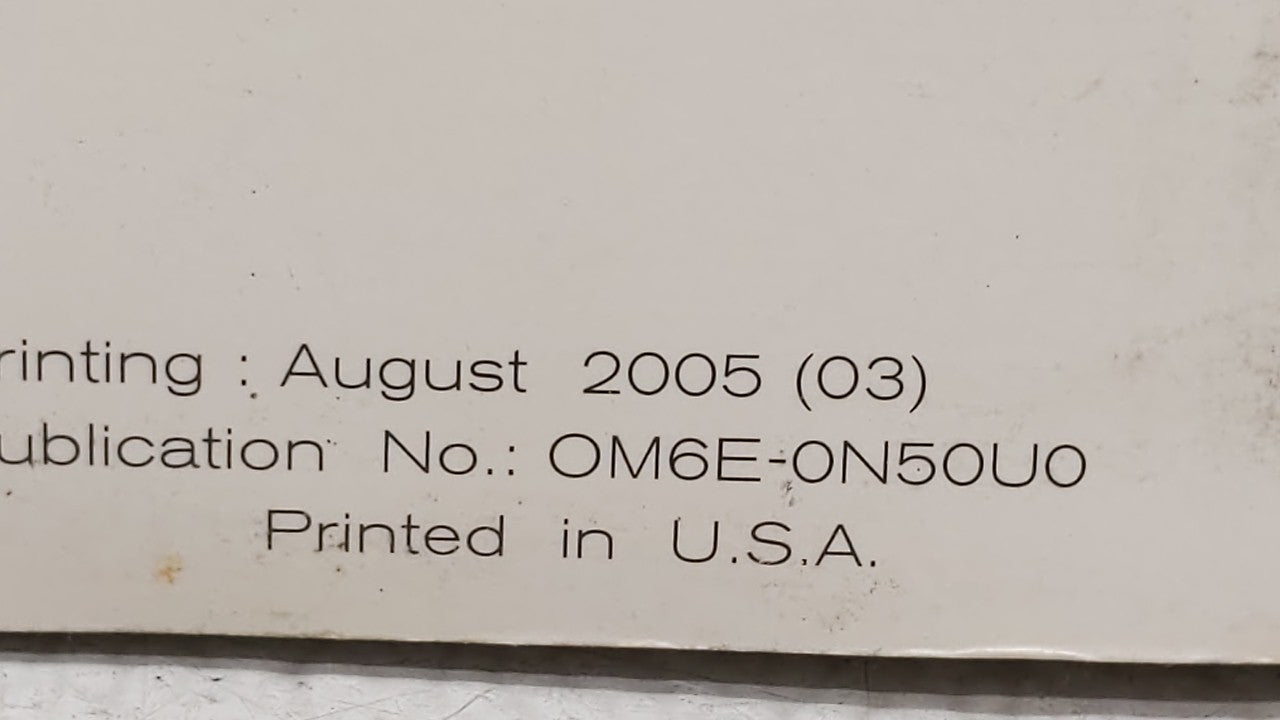 rinting : August 2005 (03)
ublication No.: OM6E-0N50U0
Printed in U.S.A.